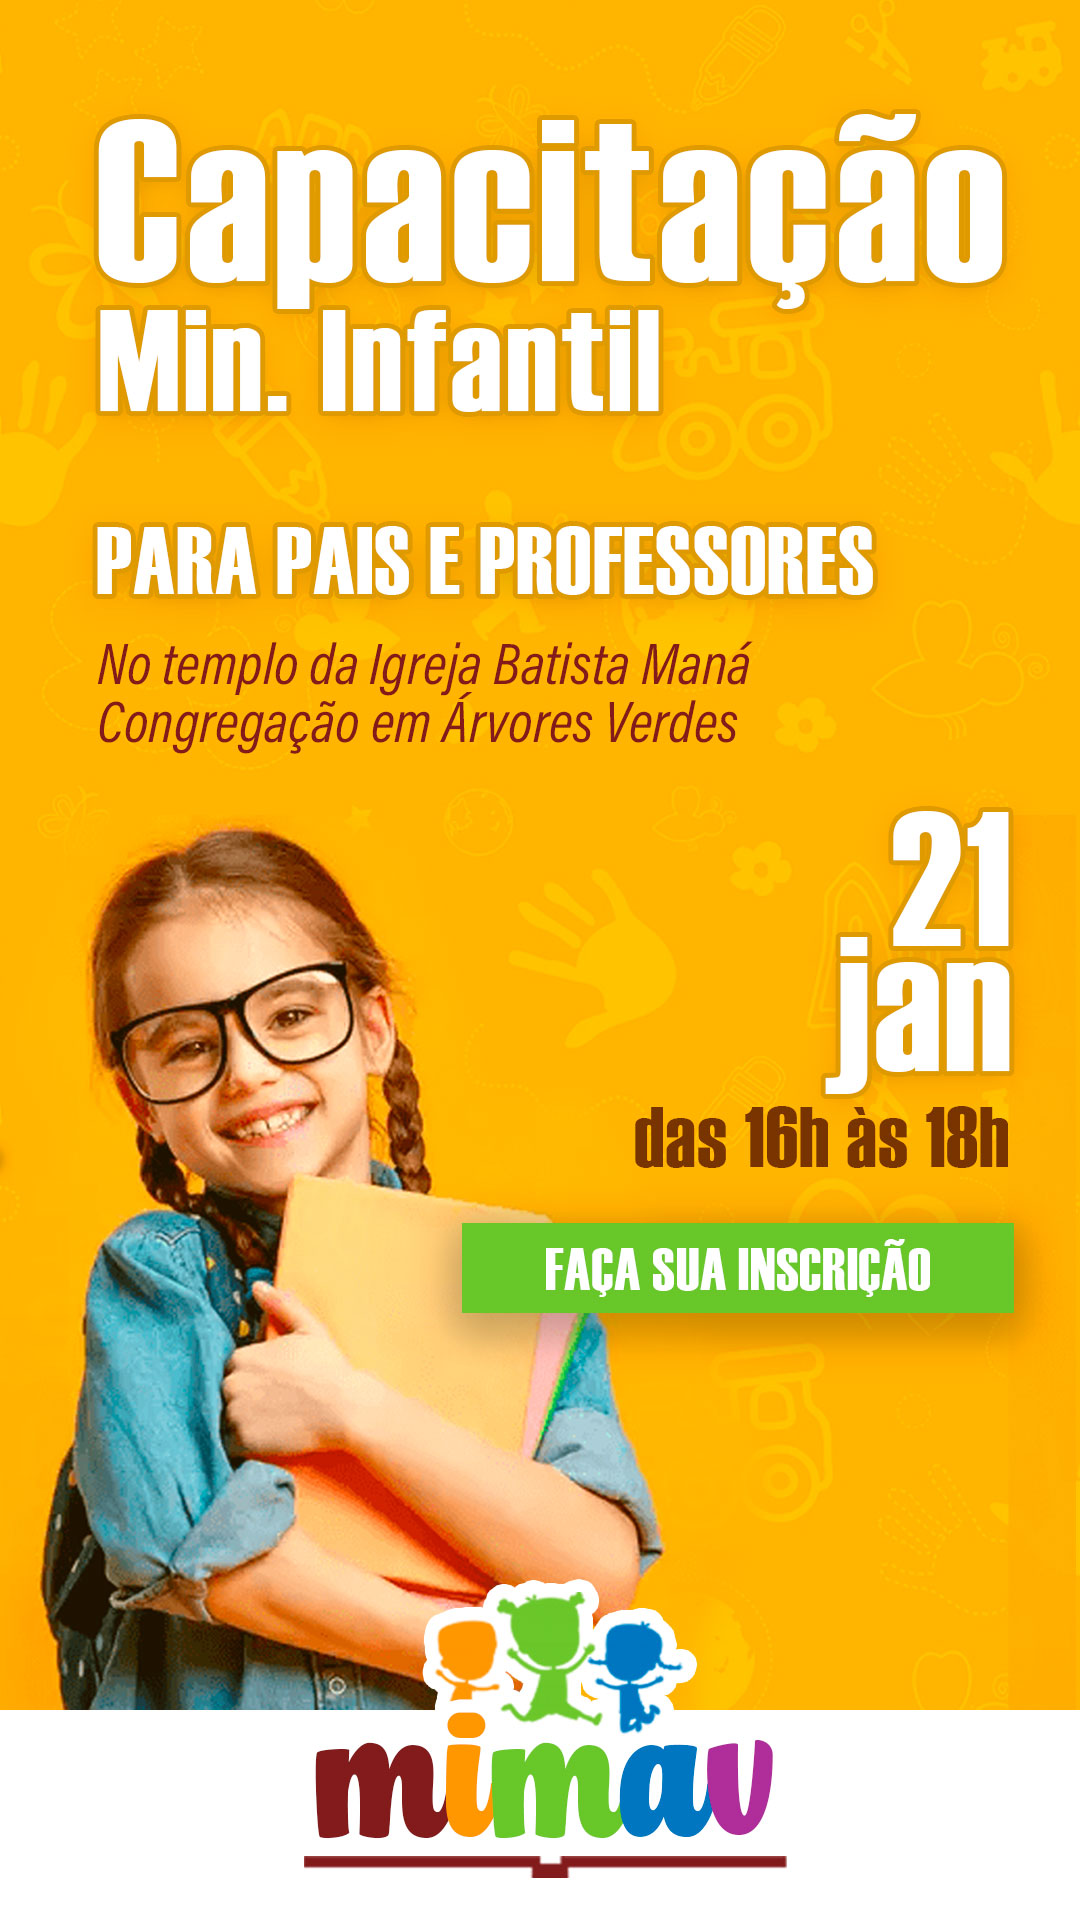 Capacitação
Min. Infantil
PARA PAIS E PROFESSORES
No templo da Igreja Batista Maná
Congregação em Árvores Verdes
21
jan
das 16h às 18h
FAÇA SUA INSCRIÇÃO
mimav